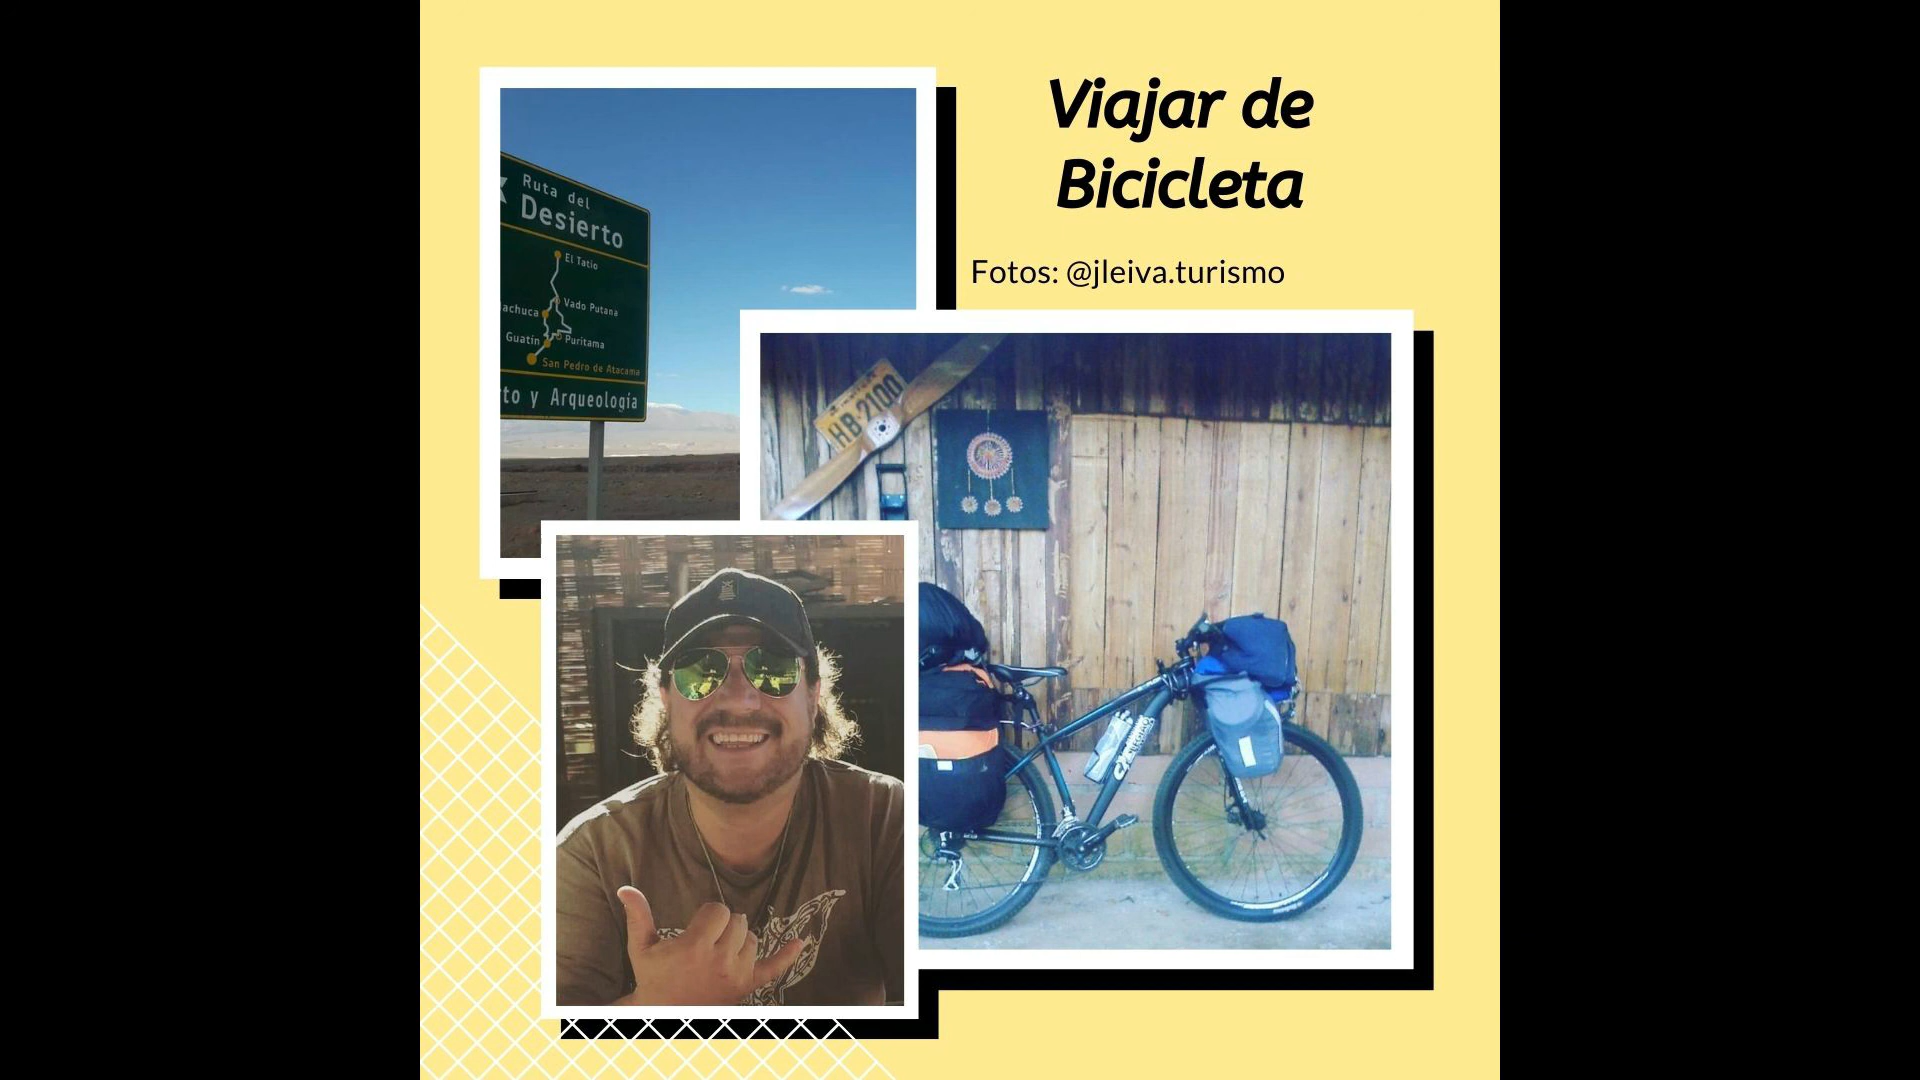 Viajar de
Bicicleta
Fotos: @jleiva.turismo
Ruta del
Desierto
El Tatio
Vado Putana
achuca
Puritama
Guatín
San Pedro de Atacama
to y Arqueología
HB·2100